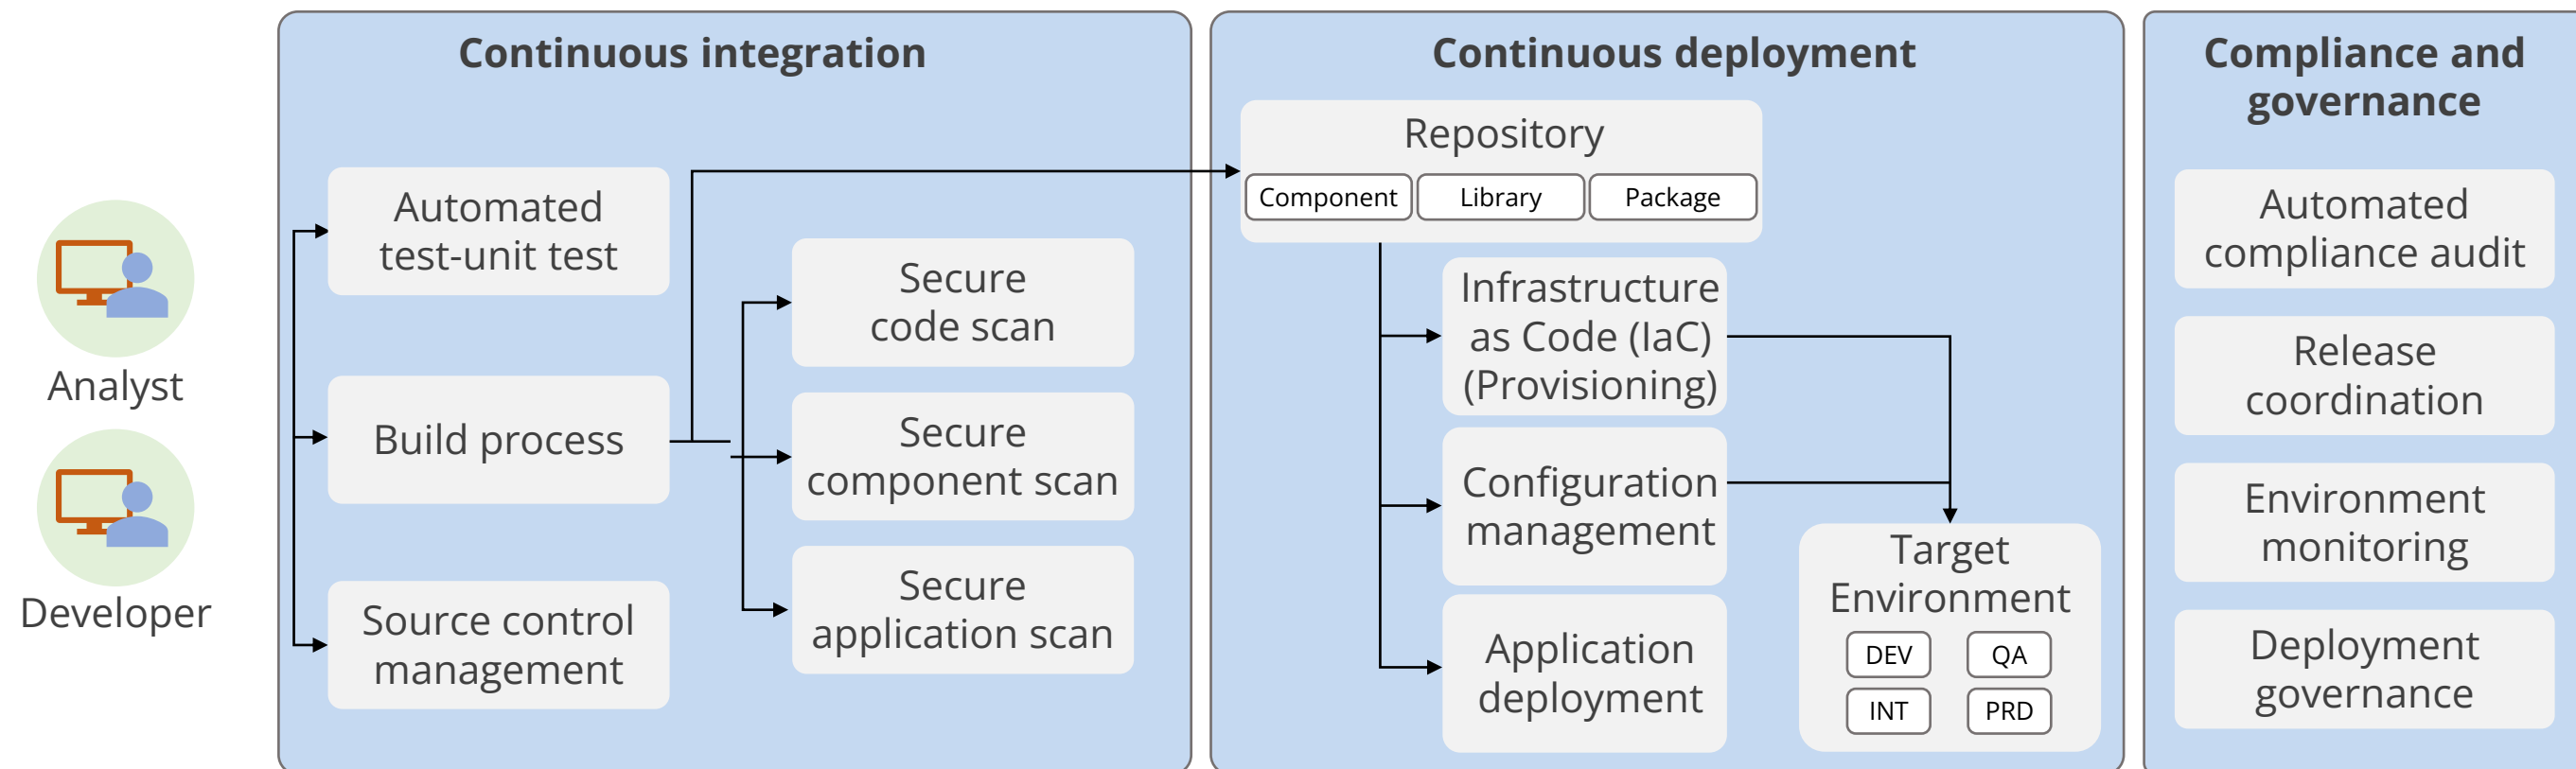 Analyst
Developer
Continuous integration
Automated
test-unit test
Build process
Source control
management
Secure
code scan
Secure
component scan
Secure
application scan
Continuous deployment
Repository
Component
Library
Package
Infrastructure
as Code (IaC)
(Provisioning)
Configuration
management
Application
deployment
Target
Environment
DEV
QA
INT
PRD
Compliance and
governance
Automated
compliance audit
Release
coordination
Environment
monitoring
Deployment
governance